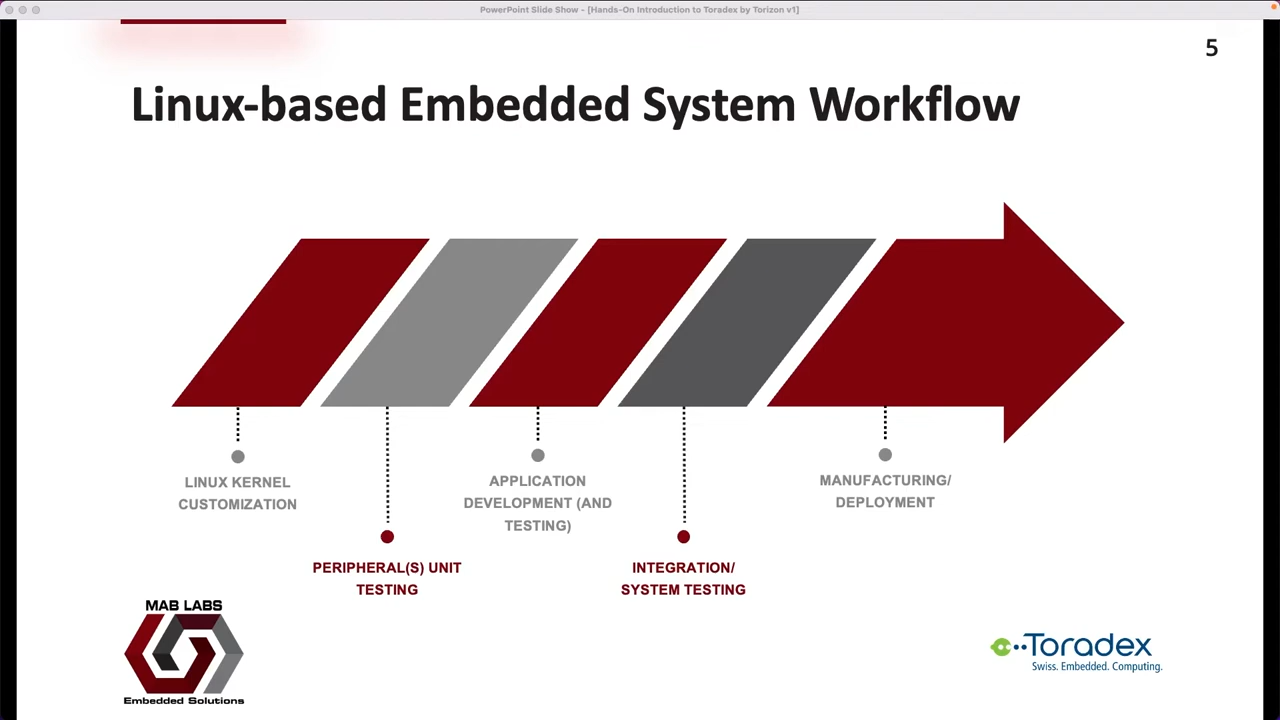 PowerPoint Slide Show - [Hands-On Introduction to Toradex by Torizon v1]
5
Linux-based Embedded System Workflow
LINUX KERNEL
CUSTOMIZATION
PERIPHERAL(S) UNIT
TESTING
APPLICATION
DEVELOPMENT (AND
TESTING)
INTEGRATION/
SYSTEM TESTING
MANUFACTURING/
DEPLOYMENT
MAB LABS
Embedded Solutions
Toradex
Swiss. Embedded. Computing.